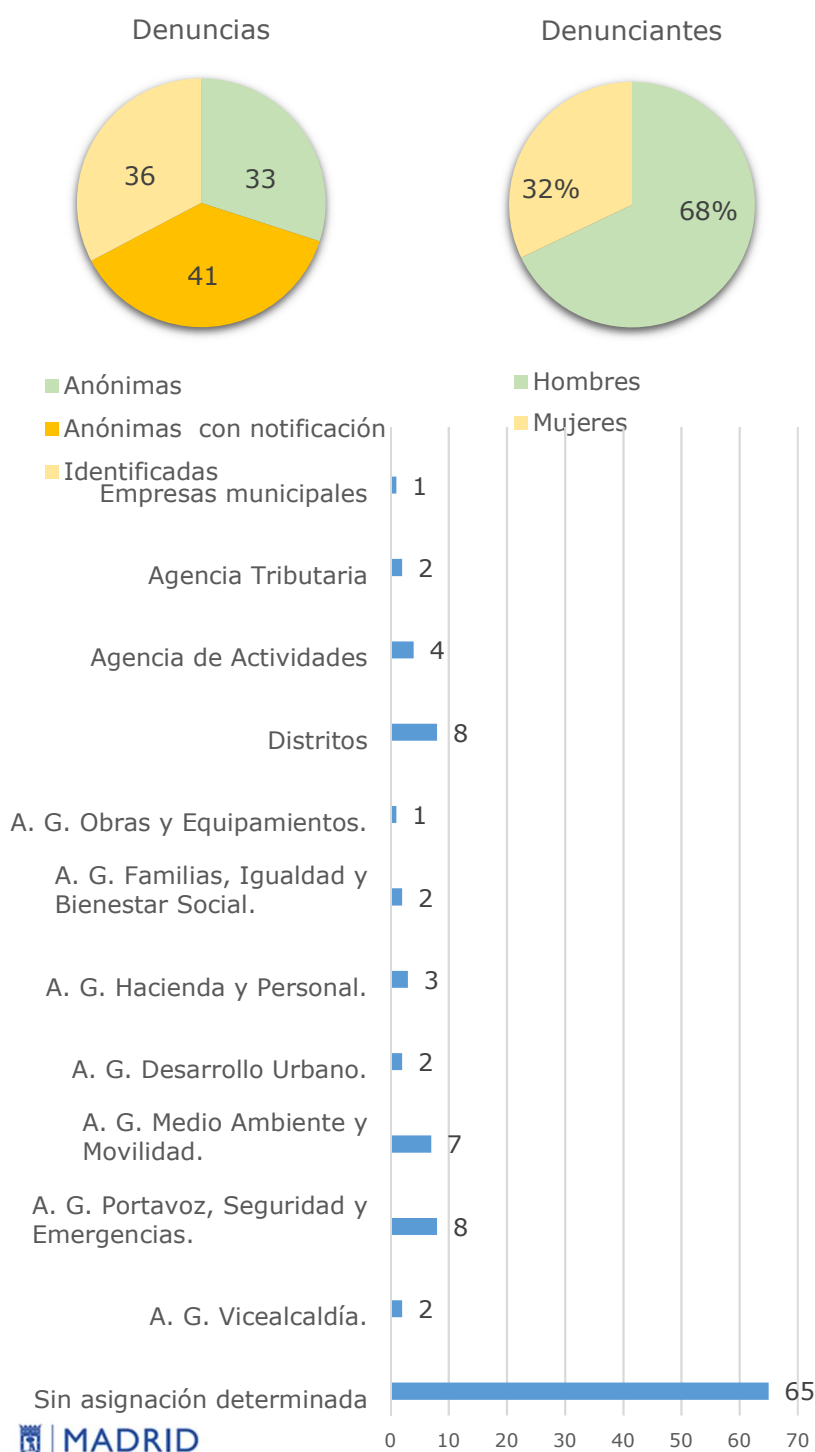 Denuncias
36
33
41
Anónimas
Anónimas con notificación
Identificadas
Denunciantes
32%
68%
Hombres
Mujeres
Empresas municipales 1
Agencia Tributaria 2
Agencia de Actividades 4
Distritos 8
A. G. Obras y Equipamientos. 1
A. G. Familias, Igualdad y
Bienestar Social. 2
A. G. Hacienda y Personal. 3
A. G. Desarrollo Urbano. 2
A. G. Medio Ambiente y
Movilidad. 7
A. G. Portavoz, Seguridad y
Emergencias. 8
A. G. Vicealcaldía. 2
Sin asignación determinada 65
0 10 20 30 40 50 60 70
MADRID